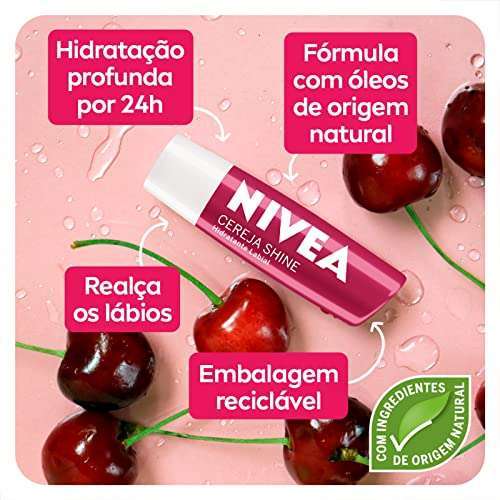 Hidratação
profunda
por 24h
Fórmula
com óleos
de origem
natural
NIVEA
CEREJA SHINE
Hidratante Labial
Realça
os lábios
Embalagem
reciclável
COM INGREDIENTES
DE ORIGEM NATURAL